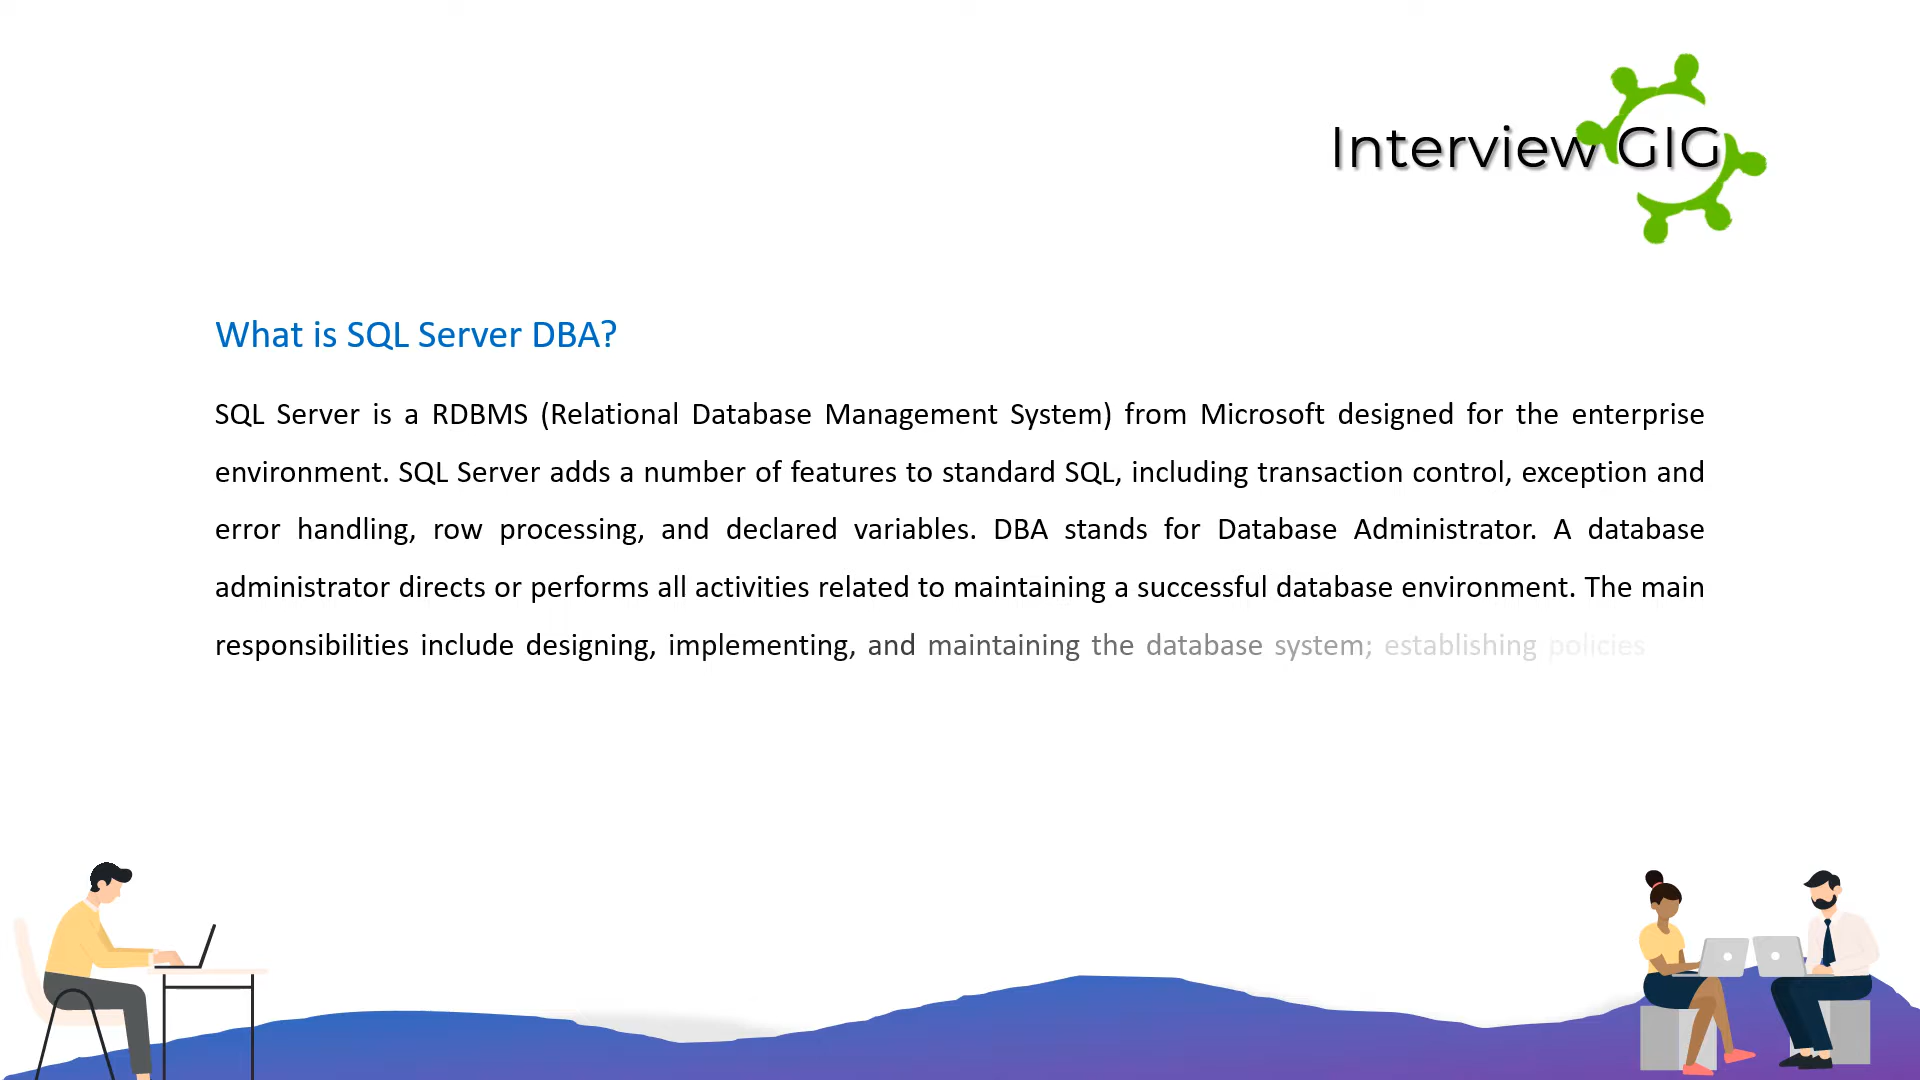 Interview GIG
What is SQL Server DBA?
SQL Server is a RDBMS (Relational Database Management System) from Microsoft designed for the enterprise
environment. SQL Server adds a number of features to standard SQL, including transaction control, exception and
error handling, row processing, and declared variables. DBA stands for Database Administrator. A database
administrator directs or performs all activities related to maintaining a successful database environment. The main
responsibilities include designing, implementing, and maintaining the database system; establishing policies